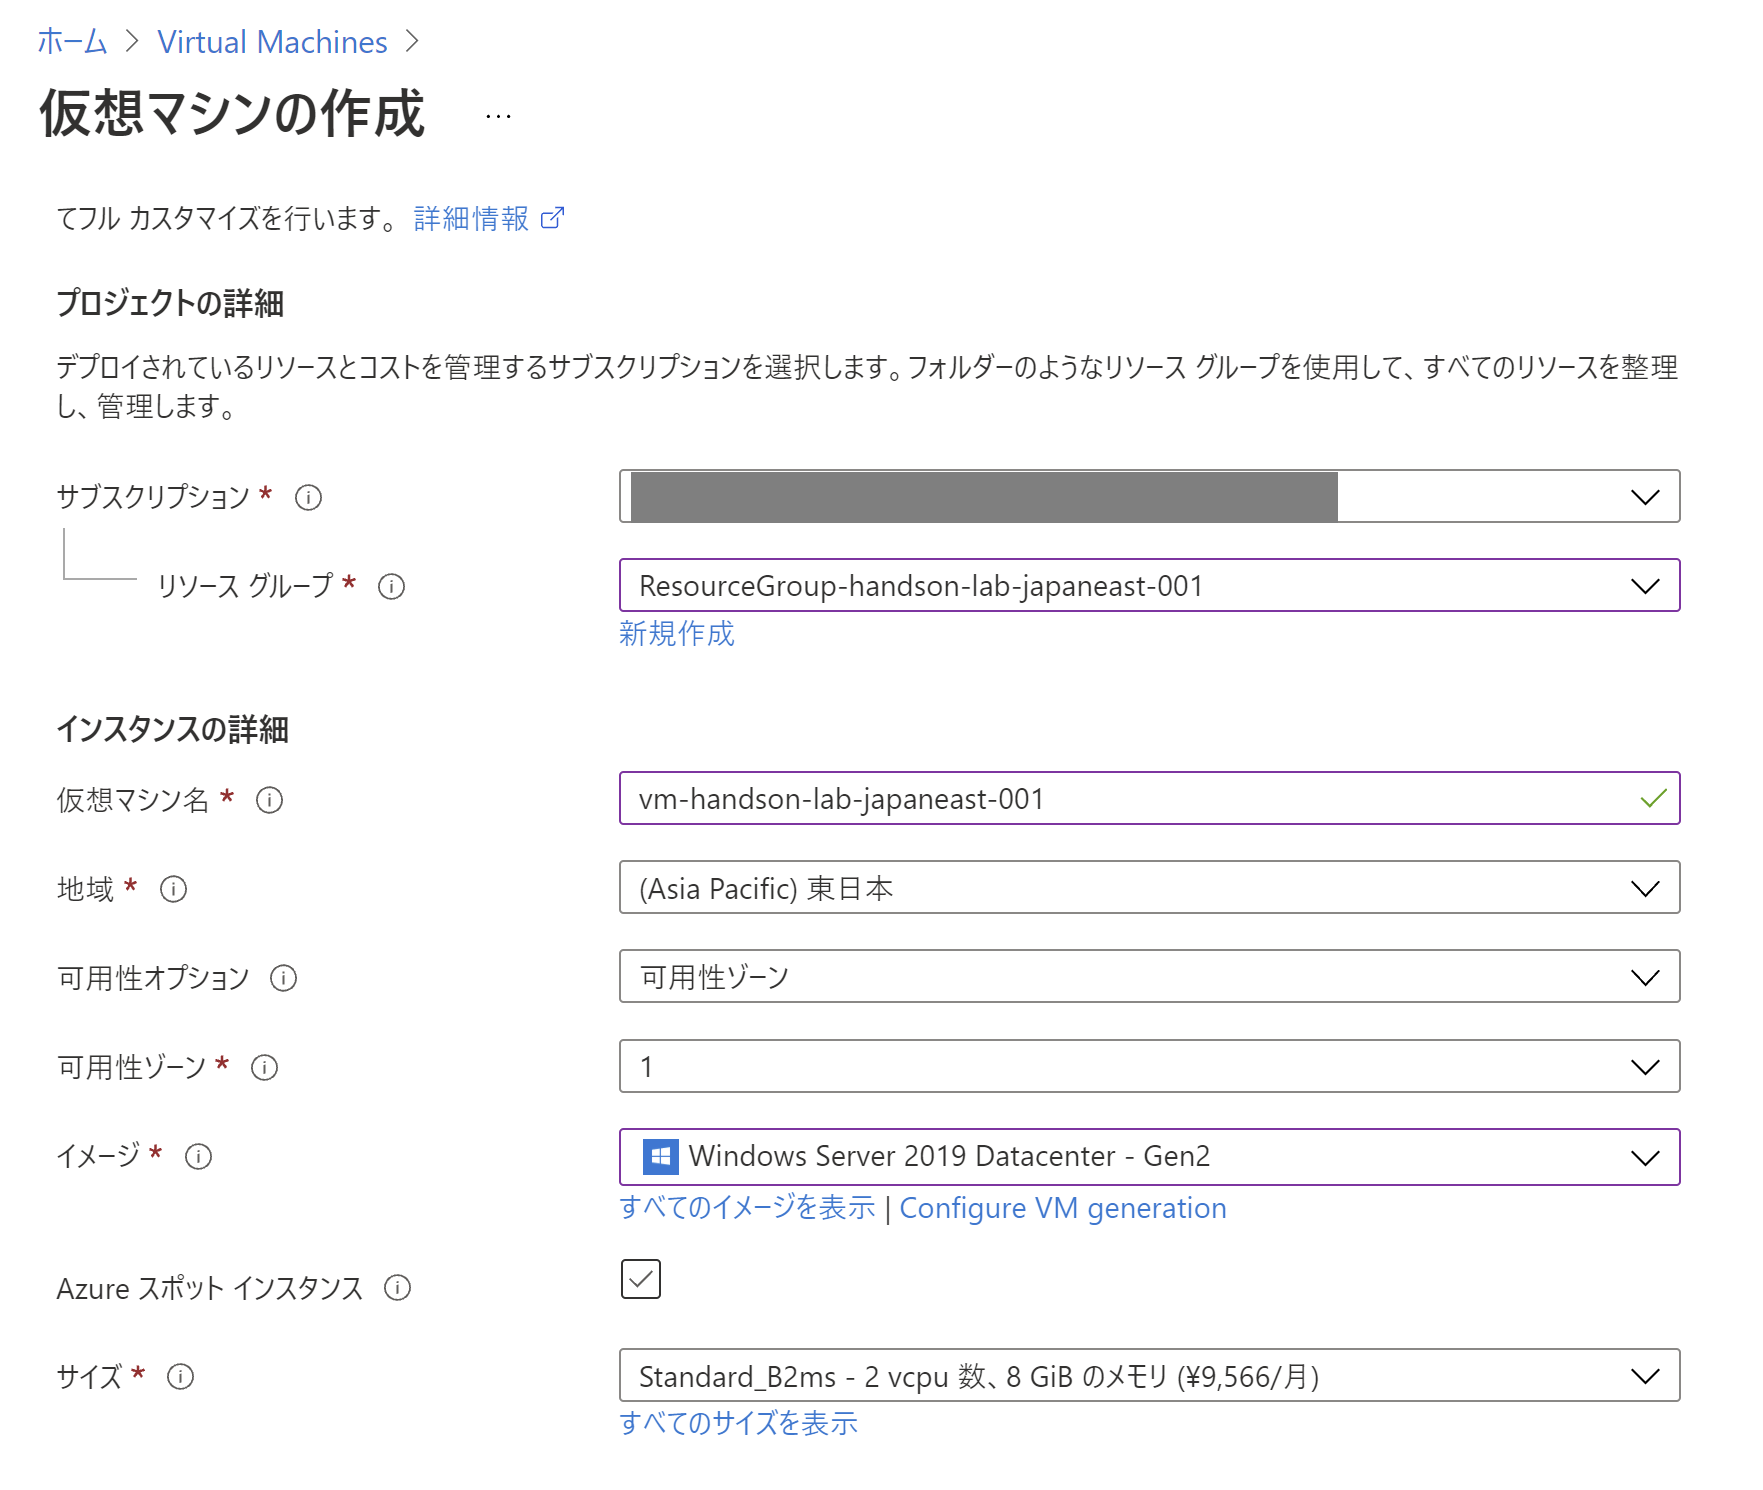 ホーム > Virtual Machines >
仮想マシンの作成 ...
てフル カスタマイズを行います。 詳細情報
プロジェクトの詳細
デプロイされているリソースとコストを管理するサブスクリプションを選択します。フォルダーのようなリソース グループを使用して、すべてのリソースを整理
し、管理します。
サブスクリプション *
リソース グループ * ResourceGroup-handson-lab-japaneast-001
新規作成
インスタンスの詳細
仮想マシン名 * vm-handson-lab-japaneast-001
地域 * (Asia Pacific) 東日本
可用性オプション 可用性ゾーン
可用性ゾーン * 1
イメージ * Windows Server 2019 Datacenter - Gen2
すべてのイメージを表示 | Configure VM generation
Azure スポット インスタンス
サイズ * Standard_B2ms - 2 vcpu 数、8 GiB のメモリ (¥9,566/月)
すべてのサイズを表示